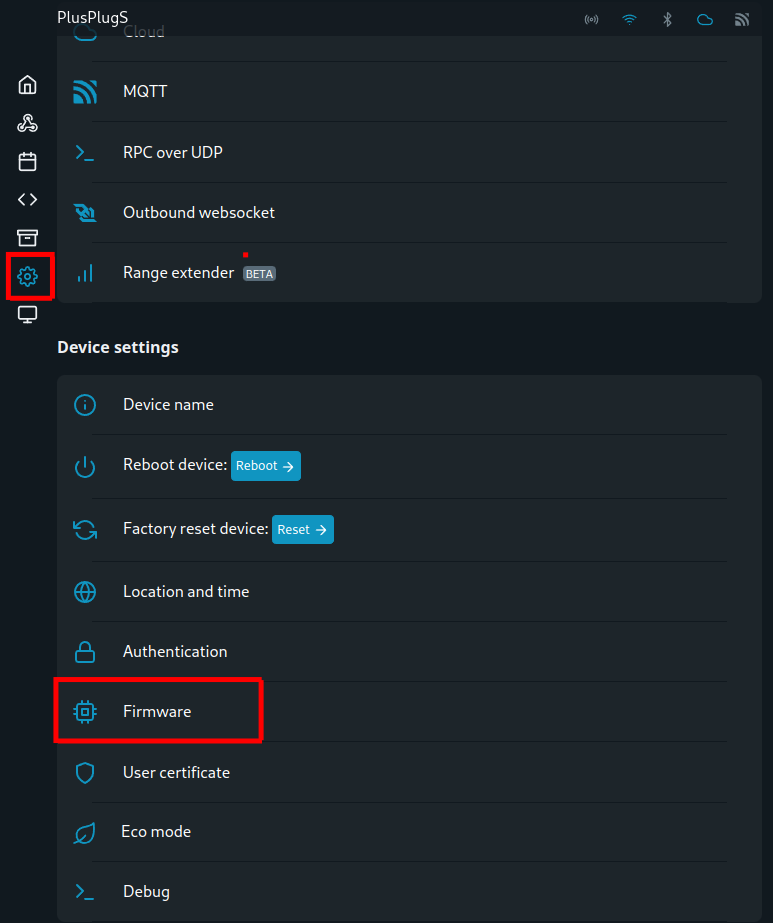 PlusPlugS
Cloud
MQTT
RPC over UDP
Outbound websocket
Range extender BETA
Device settings
Device name
Reboot device: Reboot →
Factory reset device: Reset →
Location and time
Authentication
Firmware
User certificate
Eco mode
Debug